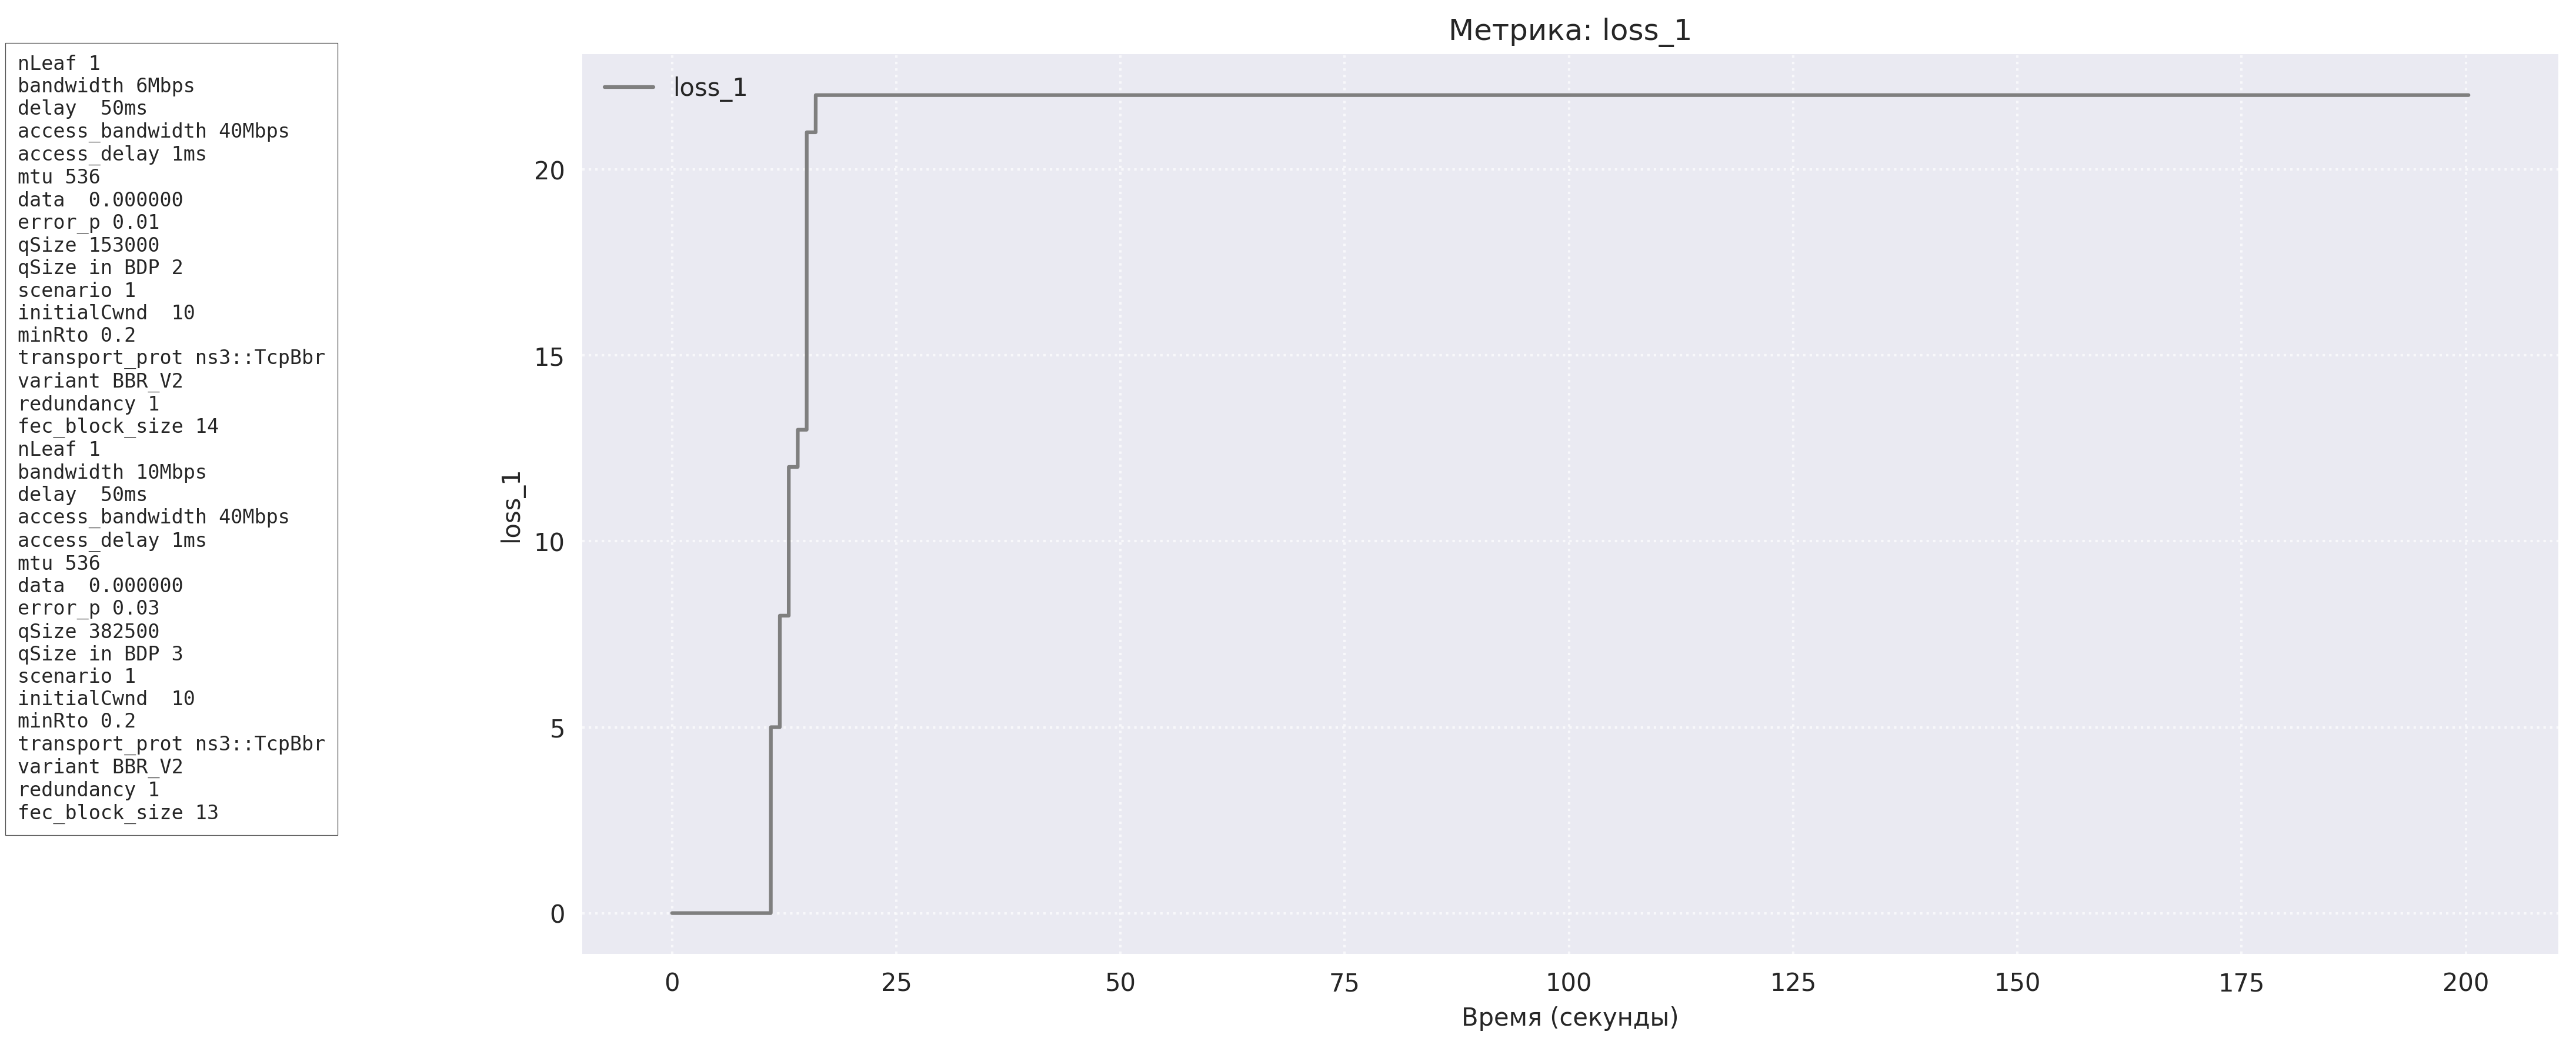 nLeaf 1
bandwidth 6Mbps
delay  50ms
access_bandwidth 40Mbps
access_delay 1ms
mtu 536
data  0.000000
error_p 0.01
qSize 153000
qSize in BDP 2
scenario 1
initialCwnd  10
minRto 0.2
transport_prot ns3::TcpBbr
variant BBR_V2
redundancy 1
fec_block_size 14
nLeaf 1
bandwidth 10Mbps
delay  50ms
access_bandwidth 40Mbps
access_delay 1ms
mtu 536
data  0.000000
error_p 0.03
qSize 382500
qSize in BDP 3
scenario 1
initialCwnd  10
minRto 0.2
transport_prot ns3::TcpBbr
variant BBR_V2
redundancy 1
fec_block_size 13
Метрика: loss_1
loss_1
loss_1
20
15
10
5
0
0 25 50 75 100 125 150 175 200
Время (секунды)